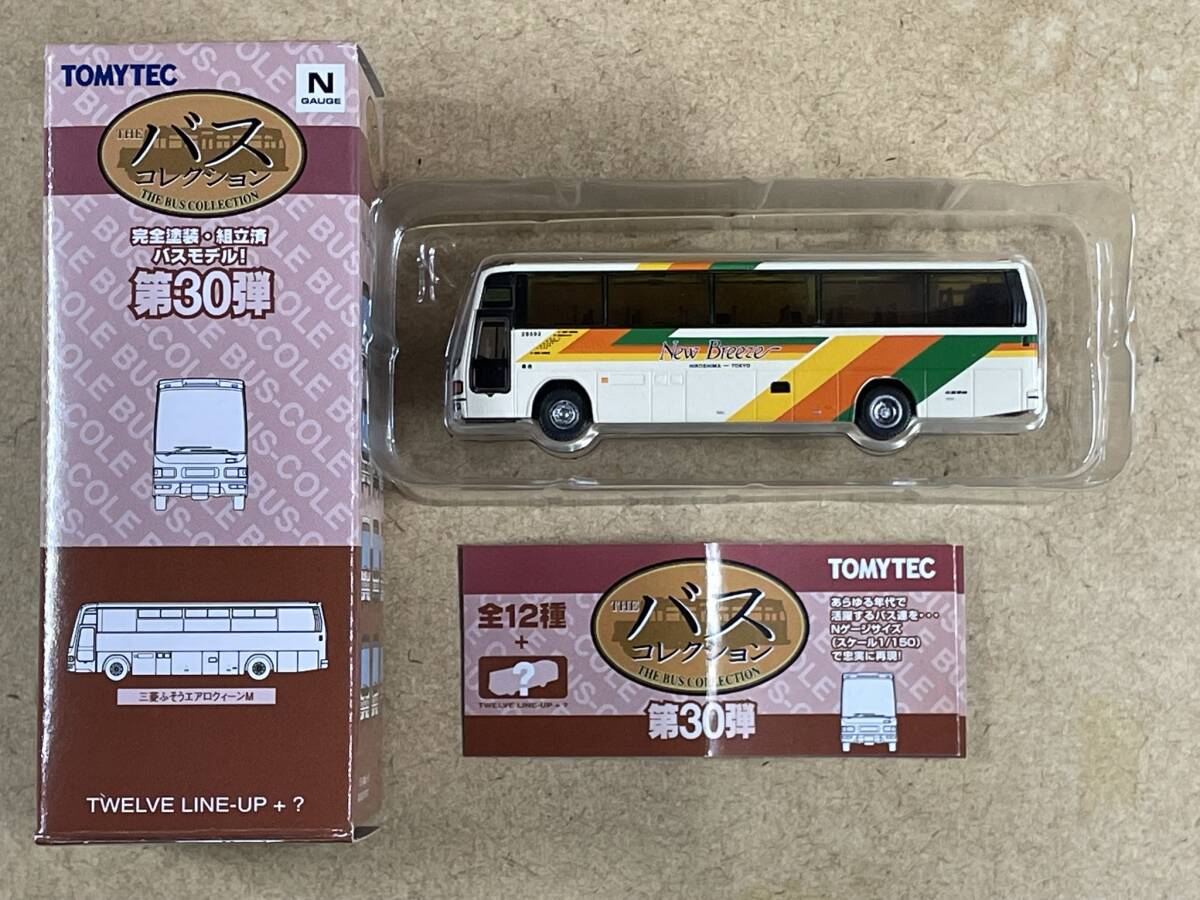 TOMYTEC
N
GAUGE
THE
バス
コレクション
THE BUS COLLECTION
完全塗装・組立済
バスモデル!
第30弾
三菱ふそうエアロクィーンM
TWELVE LINE-UP + ?
New Breeze
HIROSHIMA — TOKYO
TOMYTEC
全12種
+
?
TWELVE LINE-UP + ?
THE
バス
コレクション
THE BUS COLLECTION
第30弾
あらゆる年代で
活躍するバス達を・・・
Nゲージサイズ
(スケール1/150)
で忠実に再現!
BUS-COLE BUS-COLE